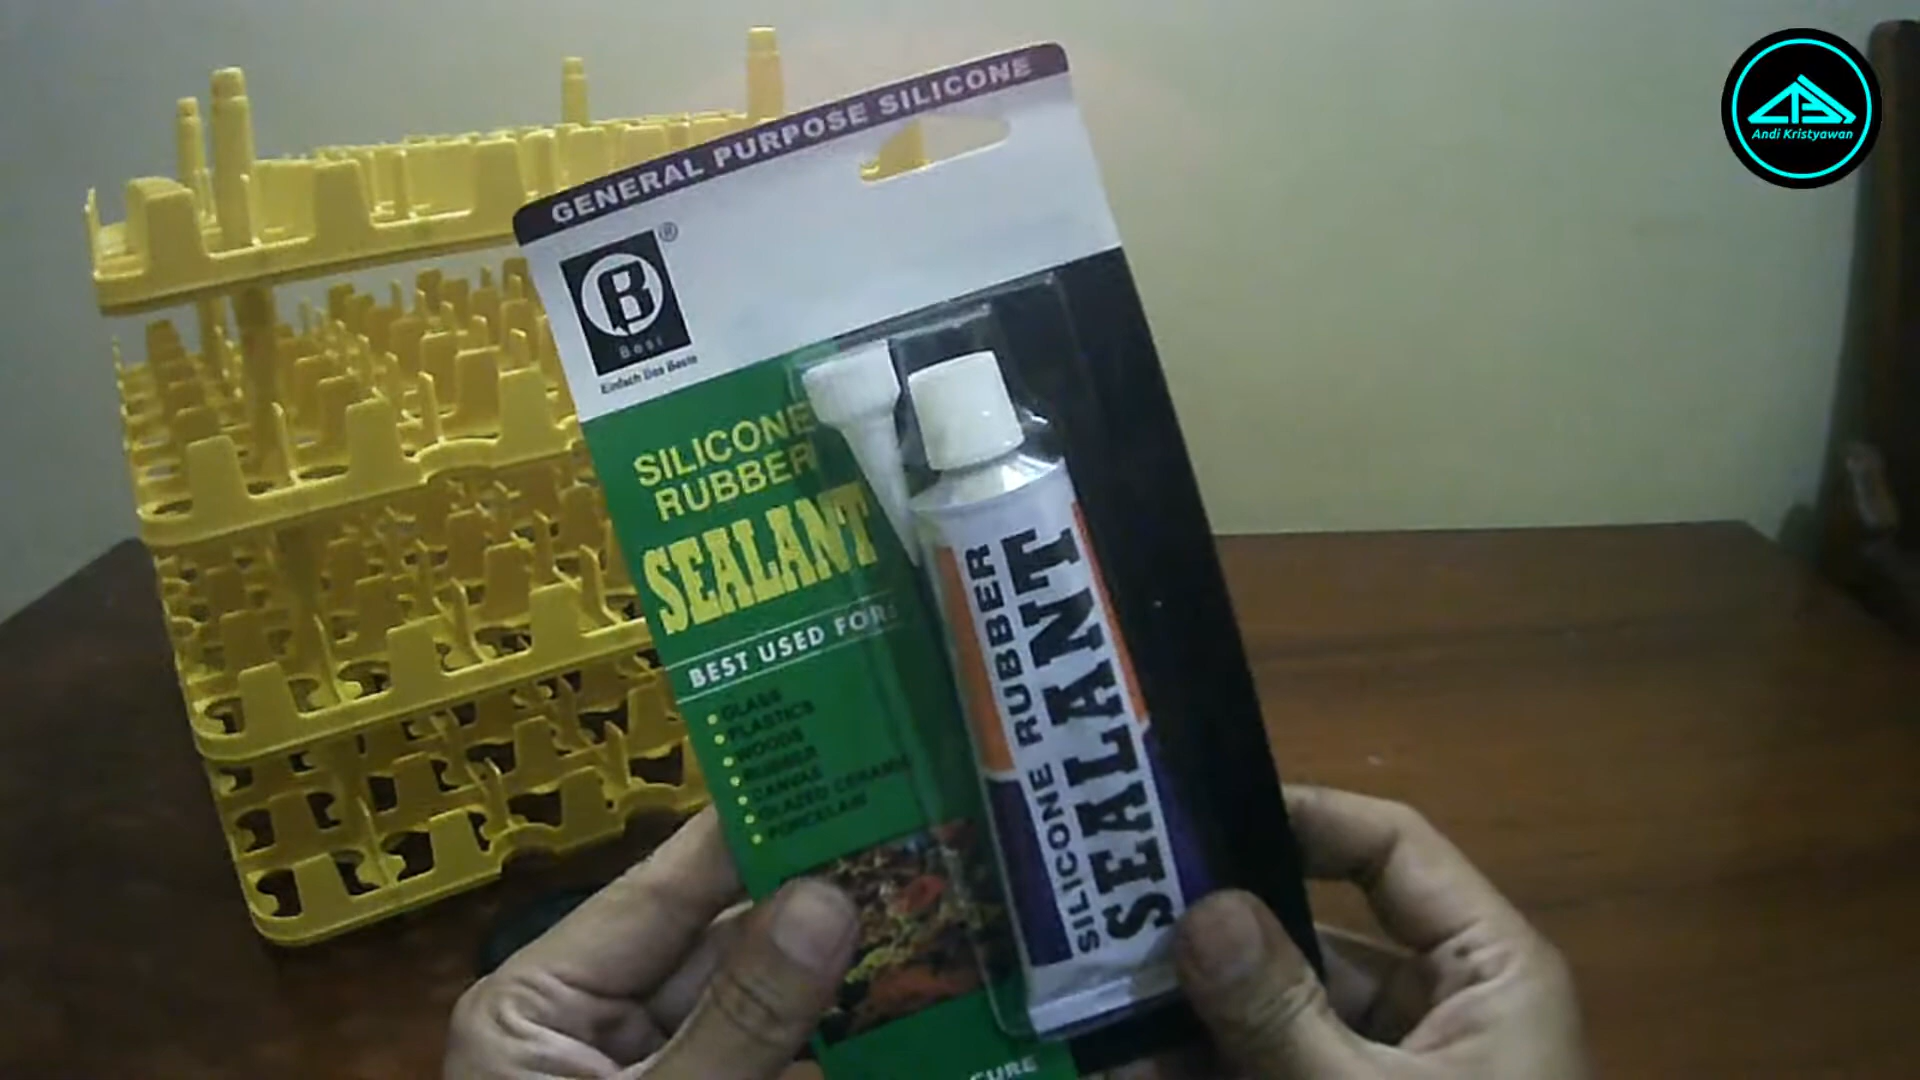 GENERAL PURPOSE SILICONE
B
®
Best
Einfach Das Beste
SILICONE
RUBBER
SEALANT
BEST USED FOR:
GLASS
PLASTICS
WOODS
RUBBER
CANVAS
GLAZED CERAMIC
PORCELAIN
SILICONE RUBBER
SEALANT
CURE
Andi Kristyawan